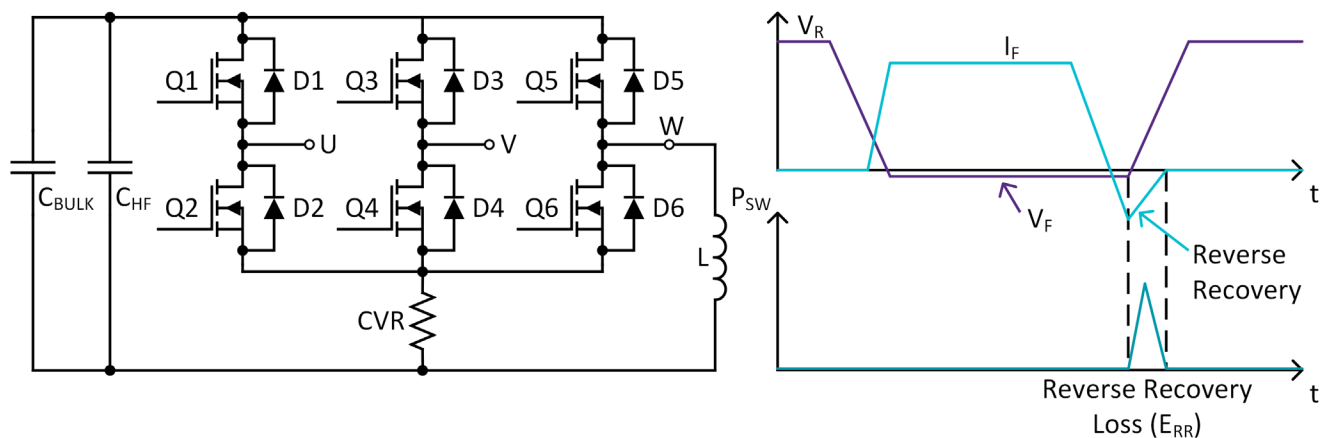 Q1
D1
Q3
D3
Q5
D5
U
V
W
C_BULK
C_HF
Q2
D2
Q4
D4
Q6
D6
L
CVR
V_R
I_F
t
V_F
P_SW
Reverse
Recovery
t
Reverse Recovery
Loss (E_RR)